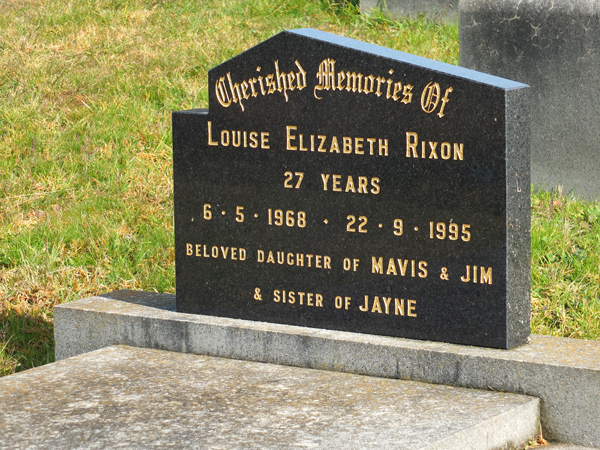 Cherished Memories Of
LOUISE ELIZABETH RIXON
27 YEARS
6 · 5 · 1968 · 22 · 9 · 1995
BELOVED DAUGHTER OF MAVIS & JIM
& SISTER OF JAYNE